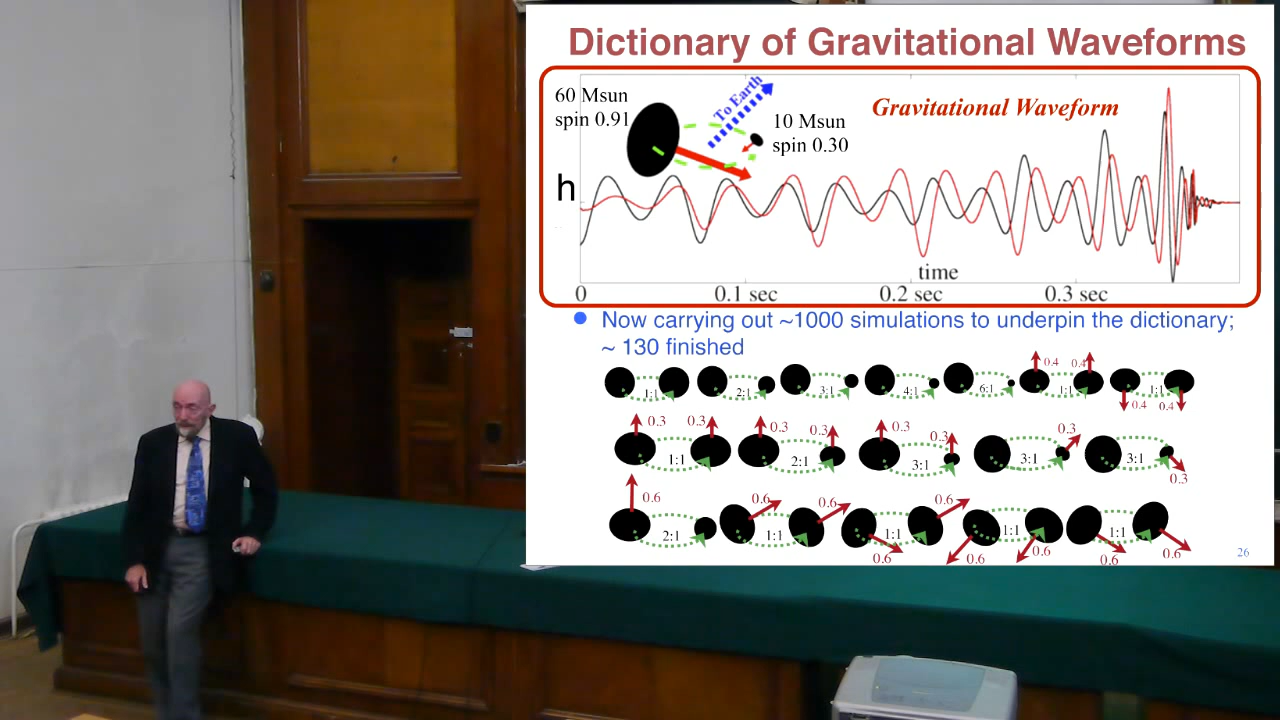 Dictionary of Gravitational Waveforms
60 Msun
spin 0.91
To Earth
10 Msun
spin 0.30
Gravitational Waveform
h
time
0 0.1 sec 0.2 sec 0.3 sec
Now carrying out ~1000 simulations to underpin the dictionary;
~ 130 finished
0.4 0.4
1:1 2:1 3:1 4:1 6:1 1:1 1:1
0.4 0.4
0.3 0.3 0.3 0.3 0.3 0.3 0.3
1:1 2:1 3:1 3:1 3:1
0.3
0.6 0.6 0.6 0.6
2:1 1:1 1:1 1:1 1:1
0.6 0.6 0.6 0.6 0.6
26